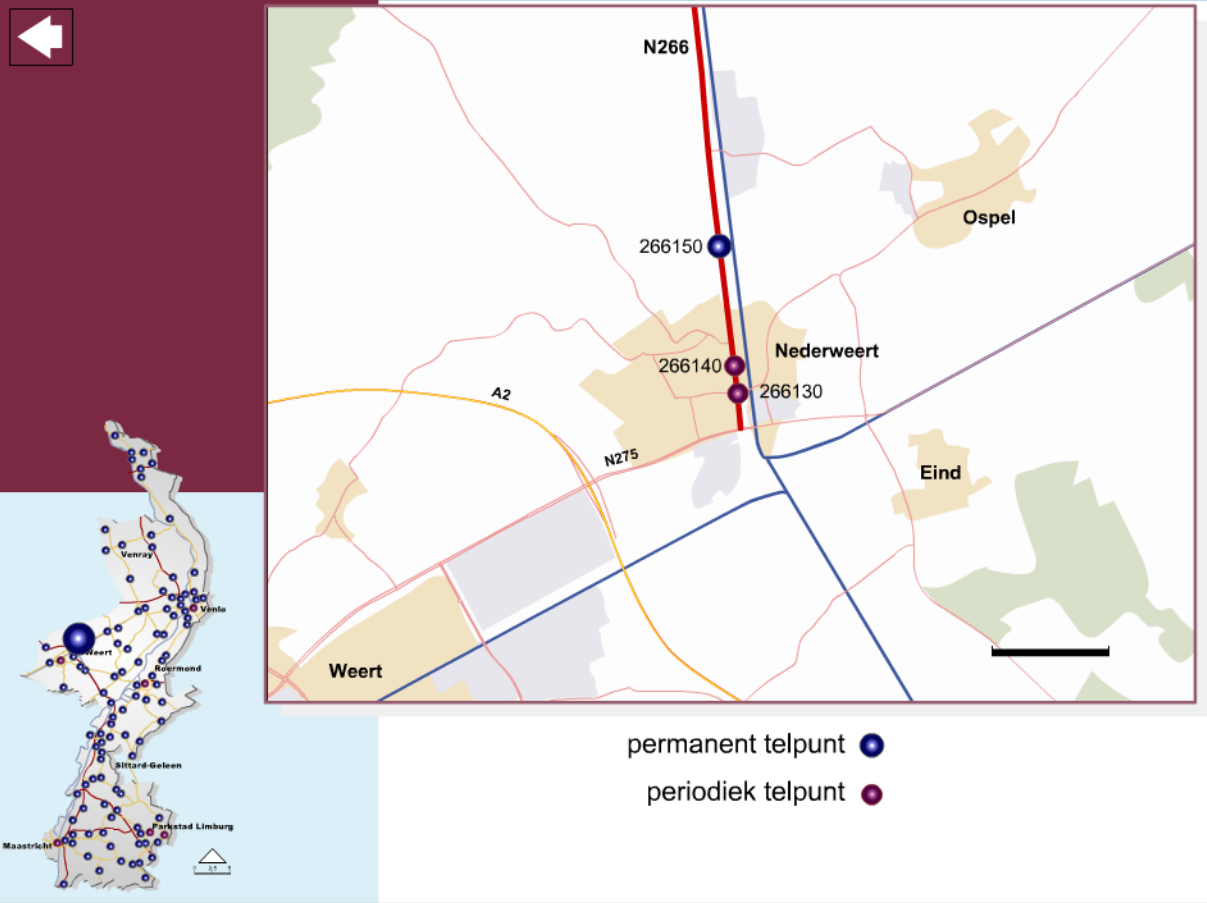 N266
Ospel
266150
Nederweert
266140
266130
A2
N275
Eind
Weert
Venray
Venlo
Weert
Roermond
Sittard-Geleen
Parkstad Limburg
Maastricht
permanent telpunt
periodiek telpunt